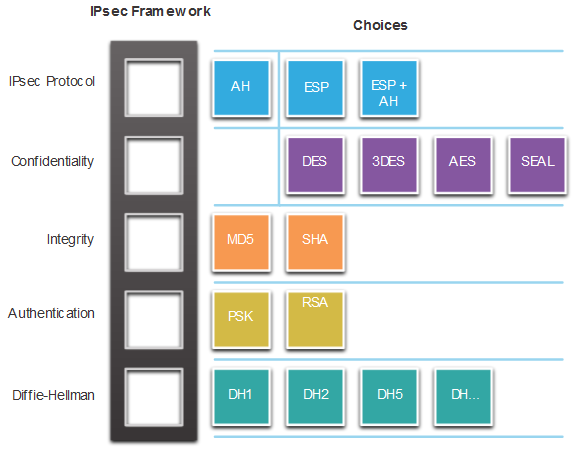 IPsec Framework
Choices
IPsec Protocol
AH
ESP
ESP +
AH
Confidentiality
DES
3DES
AES
SEAL
Integrity
MD5
SHA
Authentication
PSK
RSA
Diffie-Hellman
DH1
DH2
DH5
DH...